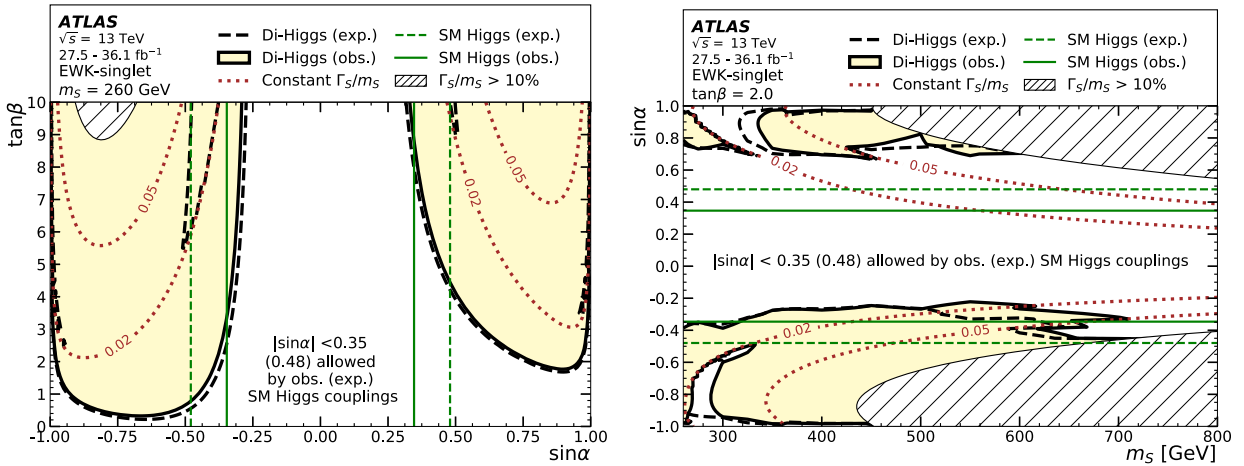 ATLAS
√s = 13 TeV
27.5 - 36.1 fb⁻¹
EWK-singlet
m_S = 260 GeV
Di-Higgs (exp.)
Di-Higgs (obs.)
Constant Γ_S/m_S
SM Higgs (exp.)
SM Higgs (obs.)
Γ_S/m_S > 10%
tanβ
10
9
8
7
6
5
4
3
2
1
0
0.05
0.02
0.02
0.05
|sinα| <0.35
(0.48) allowed
by obs. (exp.)
SM Higgs couplings
-1.00 -0.75 -0.50 -0.25 0.00 0.25 0.50 0.75 1.00
sinα
ATLAS
√s = 13 TeV
27.5 - 36.1 fb⁻¹
EWK-singlet
tanβ = 2.0
Di-Higgs (exp.)
Di-Higgs (obs.)
Constant Γ_S/m_S
SM Higgs (exp.)
SM Higgs (obs.)
Γ_S/m_S > 10%
sinα
1.0
0.8
0.6
0.4
0.2
0.0
-0.2
-0.4
-0.6
-0.8
-1.0
0.02
0.05
|sinα| < 0.35 (0.48) allowed by obs. (exp.) SM Higgs couplings
0.02
0.05
300 400 500 600 700 800
m_S [GeV]